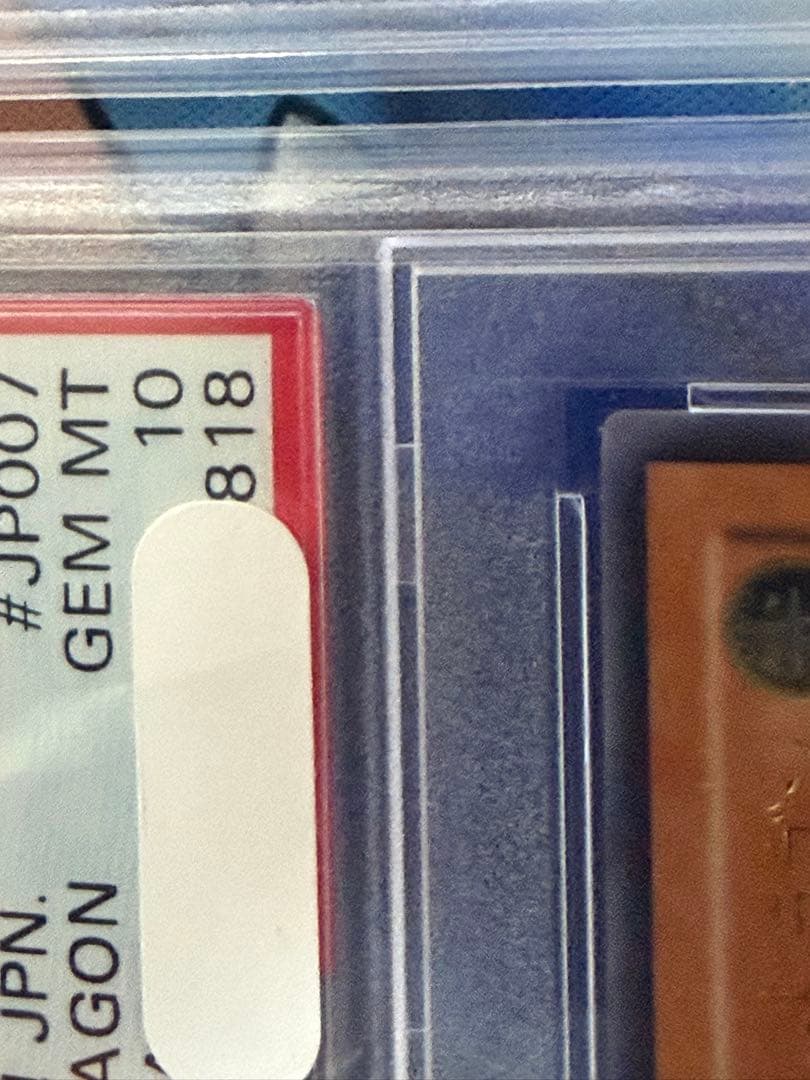 JPN. #JP007
AGON GEM MT
10
818